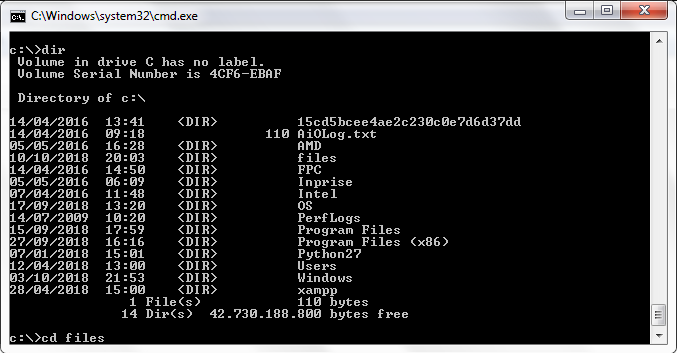 C:\Windows\system32\cmd.exe
c:\>dir
Volume in drive C has no label.
Volume Serial Number is 4CF6-EBAF
Directory of c:\
14/04/2016 13:41 <DIR> 15cd5bcee4ae2c230c0e7d6d37dd
14/04/2016 09:18 110 AiOLog.txt
05/05/2016 16:28 <DIR> AMD
10/10/2018 20:03 <DIR> files
14/04/2016 14:50 <DIR> FPC
05/05/2016 06:09 <DIR> Inprise
07/04/2016 11:48 <DIR> Intel
17/09/2018 13:20 <DIR> OS
14/07/2009 10:20 <DIR> PerfLogs
15/09/2018 17:59 <DIR> Program Files
27/09/2018 16:16 <DIR> Program Files (x86)
07/01/2018 15:01 <DIR> Python27
12/04/2018 13:00 <DIR> Users
03/10/2018 21:53 <DIR> Windows
28/04/2018 15:00 <DIR> xampp
1 File(s) 110 bytes
14 Dir(s) 42.730.188.800 bytes free
c:\>cd files